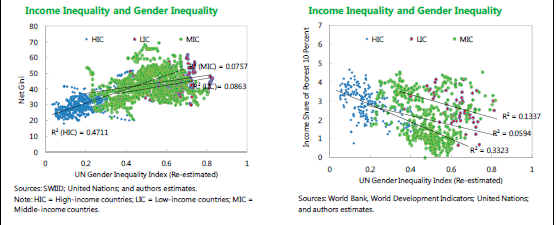 Income Inequality and Gender Inequality
80
70
60
50
40
30
20
10
0
Net Gini
HIC
LIC
MIC
R² (MIC) = 0.0757
R² (LIC) = 0.0863
R² (HIC) = 0.4711
0 0.2 0.4 0.6 0.8 1
UN Gender Inequality Index (Re-estimated)
Sources: SWIID; United Nations; and authors estimates.
Note: HIC = High-income countries; LIC = Low-income countries; MIC =
Middle-income countries.
Income Inequality and Gender Inequality
7
6
5
4
3
2
1
0
Income Share of Poorest 10 Percent
HIC
LIC
MIC
R² = 0.1337
R² = 0.0594
R² = 0.3323
0 0.2 0.4 0.6 0.8 1
UN Gender Inequality Index (Re-estimated)
Sources: World Bank, World Development Indicators; United Nations;
and authors estimates.